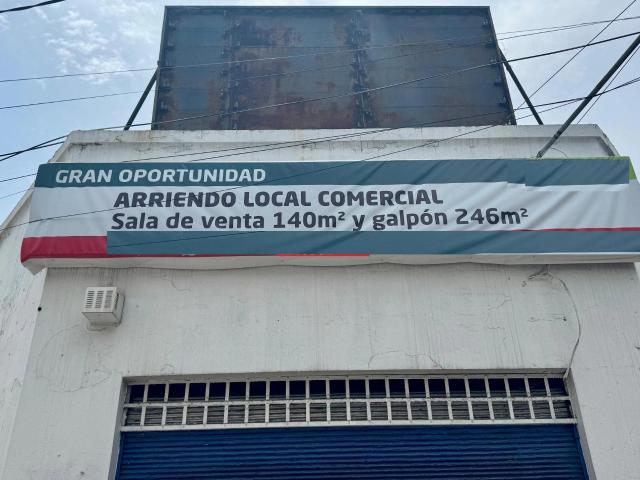 GRAN OPORTUNIDAD
ARRIENDO LOCAL COMERCIAL
Sala de venta 140m² y galpón 246m²